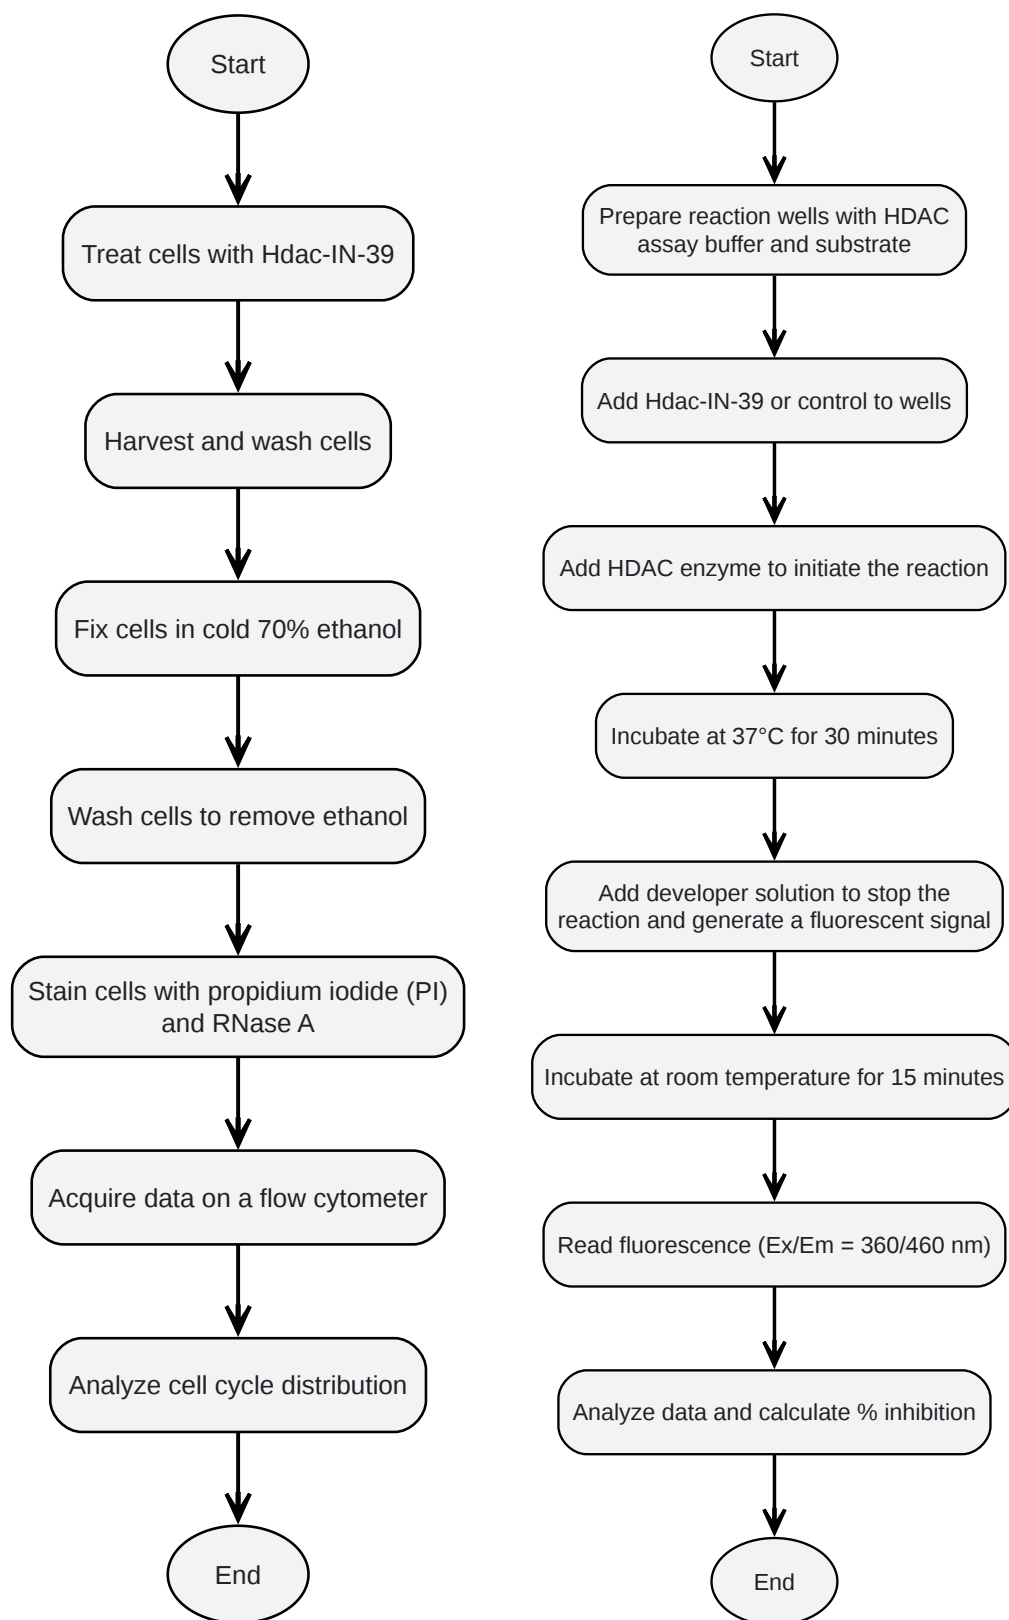 Start
Treat cells with Hdac-IN-39
Harvest and wash cells
Fix cells in cold 70% ethanol
Wash cells to remove ethanol
Stain cells with propidium iodide (PI)
and RNase A
Acquire data on a flow cytometer
Analyze cell cycle distribution
End
Start
Prepare reaction wells with HDAC
assay buffer and substrate
Add Hdac-IN-39 or control to wells
Add HDAC enzyme to initiate the reaction
Incubate at 37°C for 30 minutes
Add developer solution to stop the
reaction and generate a fluorescent signal
Incubate at room temperature for 15 minutes
Read fluorescence (Ex/Em = 360/460 nm)
Analyze data and calculate % inhibition
End